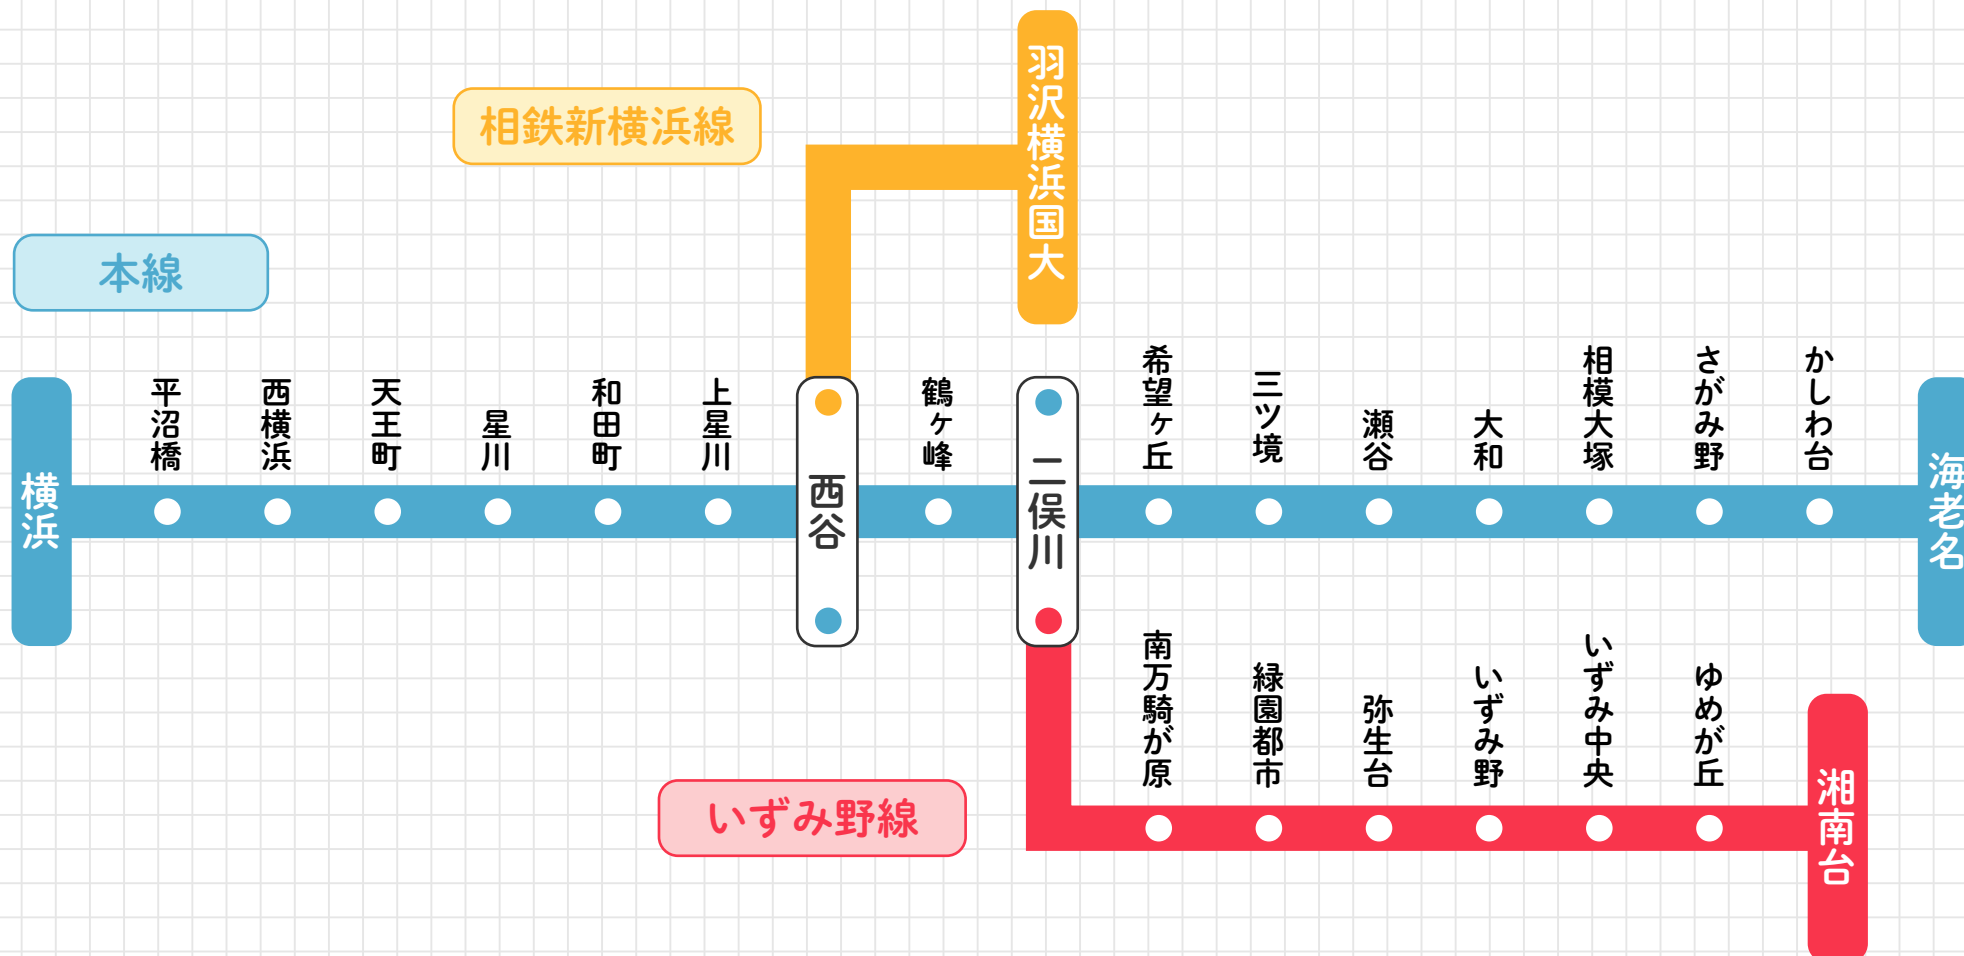 相鉄新横浜線
羽沢横浜国大
本線
横浜
平沼橋
西横浜
天王町
星川
和田町
上星川
西谷
鶴ヶ峰
二俣川
希望ヶ丘
三ツ境
瀬谷
大和
相模大塚
さがみ野
かしわ台
海老名
いずみ野線
南万騎が原
緑園都市
弥生台
いずみ野
いずみ中央
ゆめが丘
湘南台